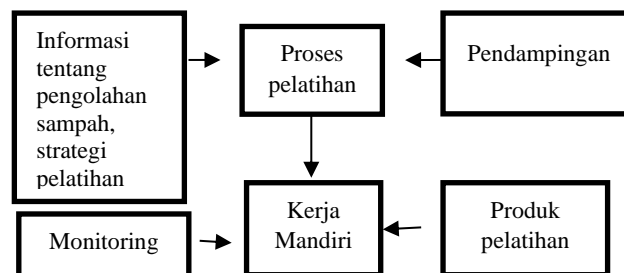 Informasi
tentang
pengolahan
sampah,
strategi
pelatihan
Proses
pelatihan
Pendampingan
Monitoring
Kerja
Mandiri
Produk
pelatihan